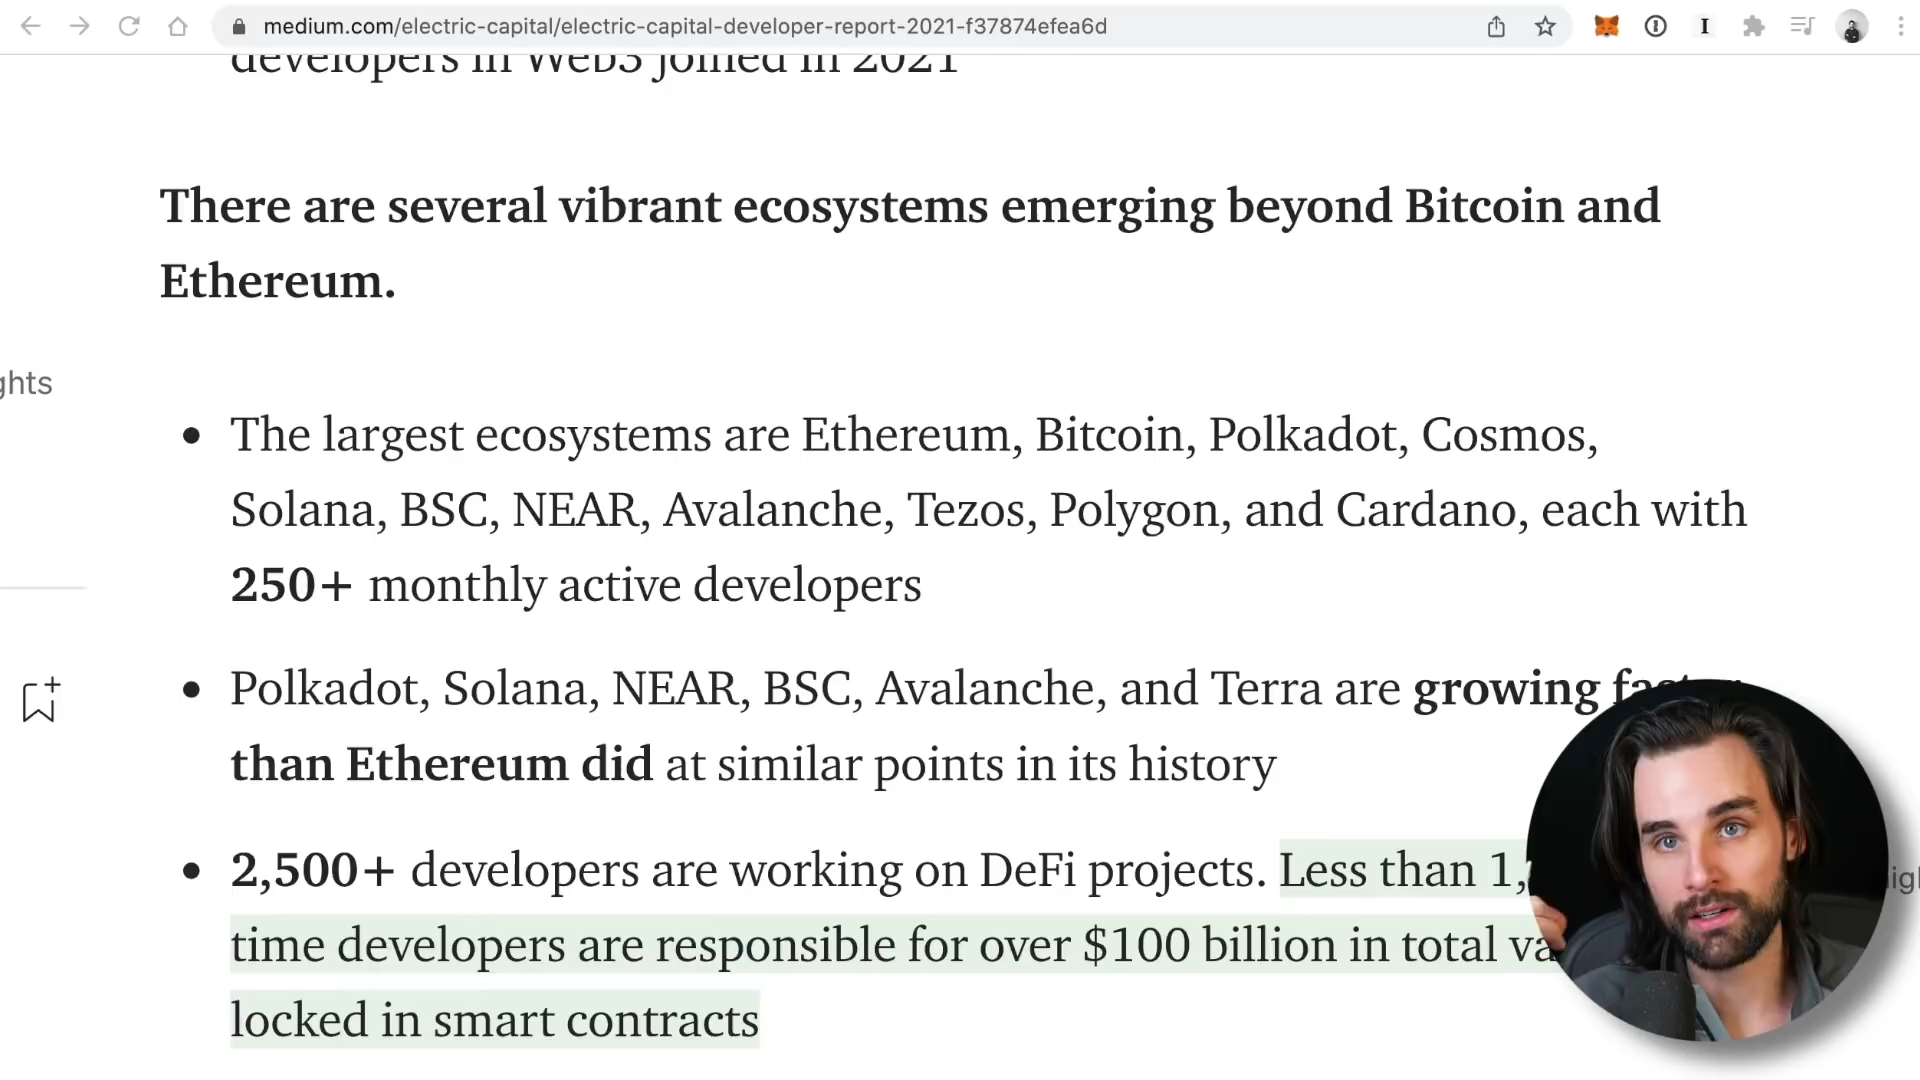 medium.com/electric-capital/electric-capital-developer-report-2021-f37874efea6d
developers in Web3 joined in 2021
There are several vibrant ecosystems emerging beyond Bitcoin and
Ethereum.
ghts
• The largest ecosystems are Ethereum, Bitcoin, Polkadot, Cosmos,
Solana, BSC, NEAR, Avalanche, Tezos, Polygon, and Cardano, each with
250+ monthly active developers
• Polkadot, Solana, NEAR, BSC, Avalanche, and Terra are growing faster
than Ethereum did at similar points in its history
• 2,500+ developers are working on DeFi projects. Less than 1,
time developers are responsible for over $100 billion in total va
locked in smart contracts